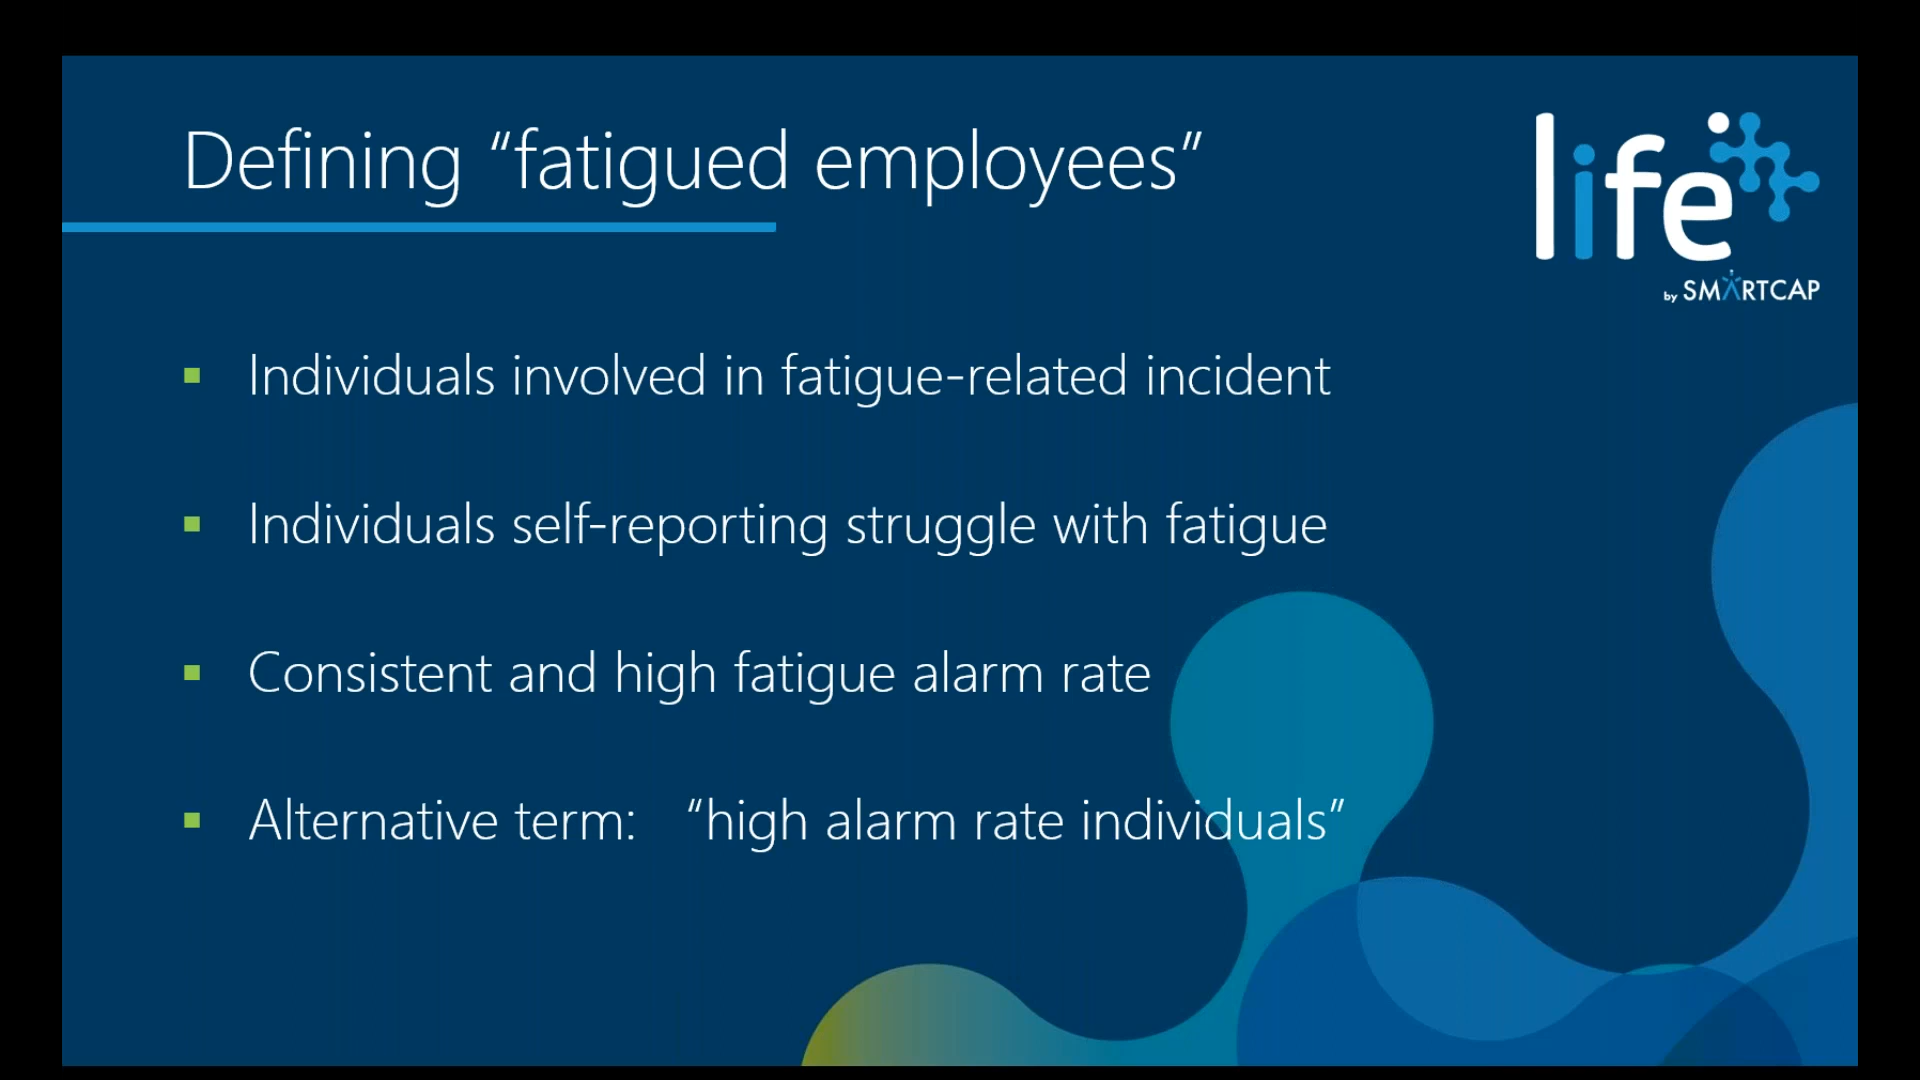 Defining “fatigued employees”
life
by SMARTCAP
Individuals involved in fatigue-related incident
Individuals self-reporting struggle with fatigue
Consistent and high fatigue alarm rate
Alternative term: “high alarm rate individuals”